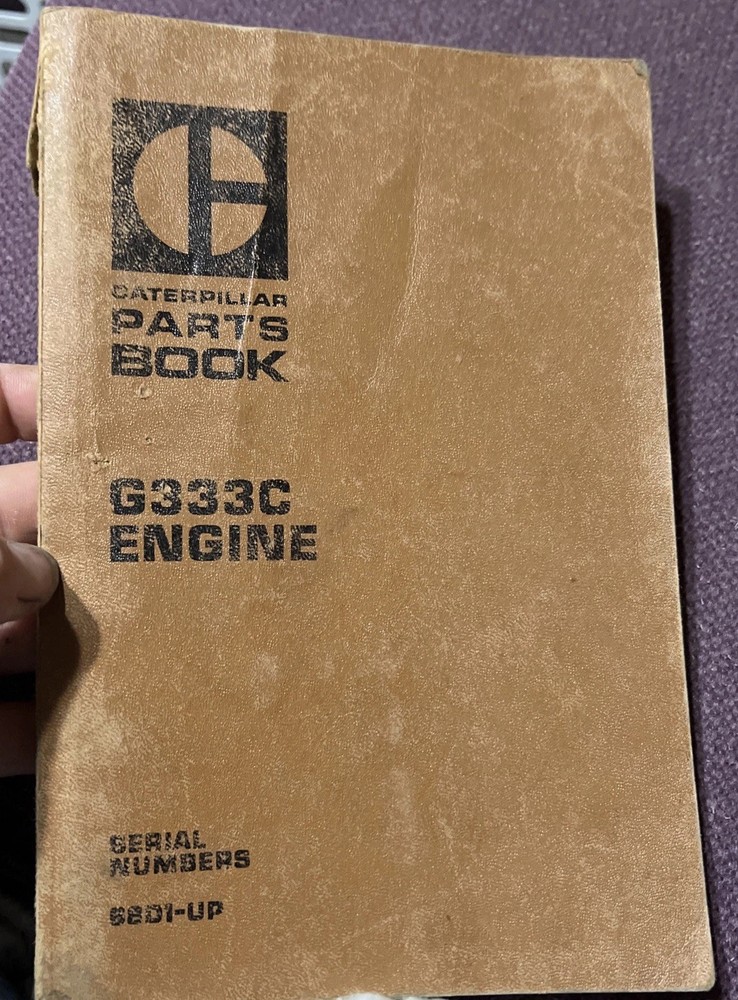 CATERPILLAR
PARTS
BOOK
G333C
ENGINE
SERIAL
NUMBERS
68D1-UP